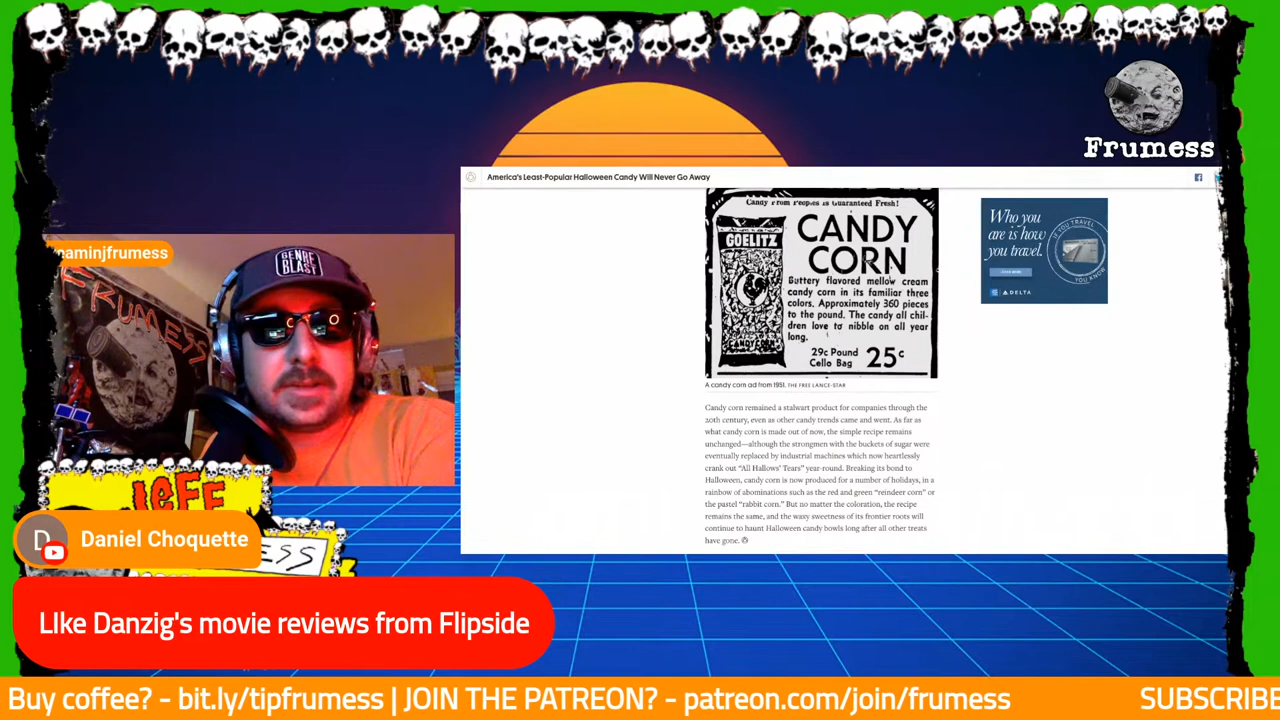 Frumess
America's Least-Popular Halloween Candy Will Never Go Away
Candy From Peoples is Guaranteed Fresh!
GOELITZ
CANDY
CORN
CANDY CORN
Buttery flavored mellow cream
candy corn in its familiar three
colors. Approximately 360 pieces
to the pound. The candy all chil-
dren love to nibble on all year
long.
29c Pound
Cello Bag
25c
A candy corn ad from 1951. THE FREE LANCE-STAR
Candy corn remained a stalwart product for companies through the
20th century, even as other candy trends came and went. As far as
what candy corn is made out of now, the simple recipe remains
unchanged—although the strongmen with the buckets of sugar were
eventually replaced by industrial machines which now heartlessly
crank out "All Hallows' Tears" year-round. Breaking its bond to
Halloween, candy corn is now produced for a number of holidays, in a
rainbow of abominations such as the red and green "reindeer corn" or
the pastel "rabbit corn." But no matter the coloration, the recipe
remains the same, and the waxy sweetness of its frontier roots will
continue to haunt Halloween candy bowls long after all other treats
have gone.
Who you
are is how
you travel.
IF YOU TRAVEL,
YOU KNOW
DELTA
naminjfrumess
GENRE
BLAST
FRUMESS
JEFF
ESS
D
Daniel Choquette
LIke Danzig's movie reviews from Flipside
Buy coffee? - bit.ly/tipfrumess | JOIN THE PATREON? - patreon.com/join/frumess
SUBSCRIBE